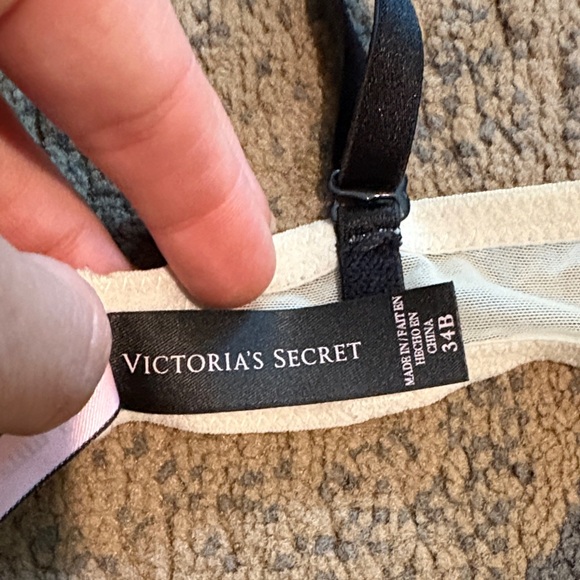 VICTORIA'S SECRET
MADE IN / FAIT EN
HECHO EN
CHINA
34B